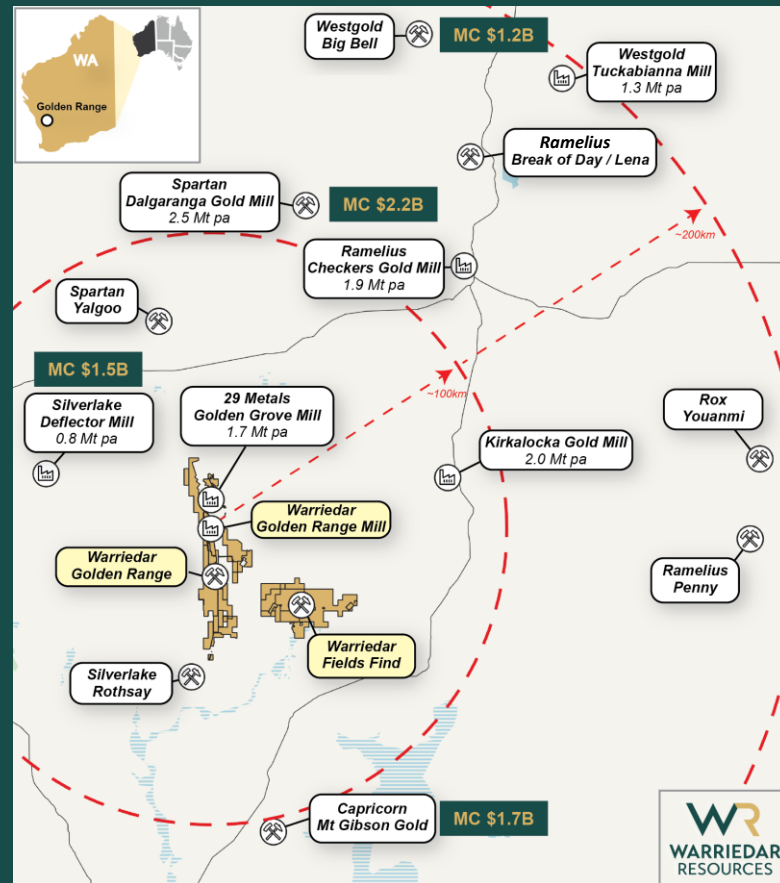 WA
Golden Range
Westgold
Big Bell
MC $1.2B
Westgold
Tuckabianna Mill
1.3 Mt pa
Ramelius
Break of Day / Lena
Spartan
Dalgaranga Gold Mill
2.5 Mt pa
MC $2.2B
~200km
Ramelius
Checkers Gold Mill
1.9 Mt pa
Spartan
Yalgoo
MC $1.5B
~100km
Silverlake
Deflector Mill
0.8 Mt pa
29 Metals
Golden Grove Mill
1.7 Mt pa
Rox
Youanmi
Kirkalocka Gold Mill
2.0 Mt pa
Warriedar
Golden Range Mill
Warriedar
Golden Range
Ramelius
Penny
Warriedar
Fields Find
Silverlake
Rothsay
Capricorn
Mt Gibson Gold
MC $1.7B
WR
WARRIEDAR
RESOURCES